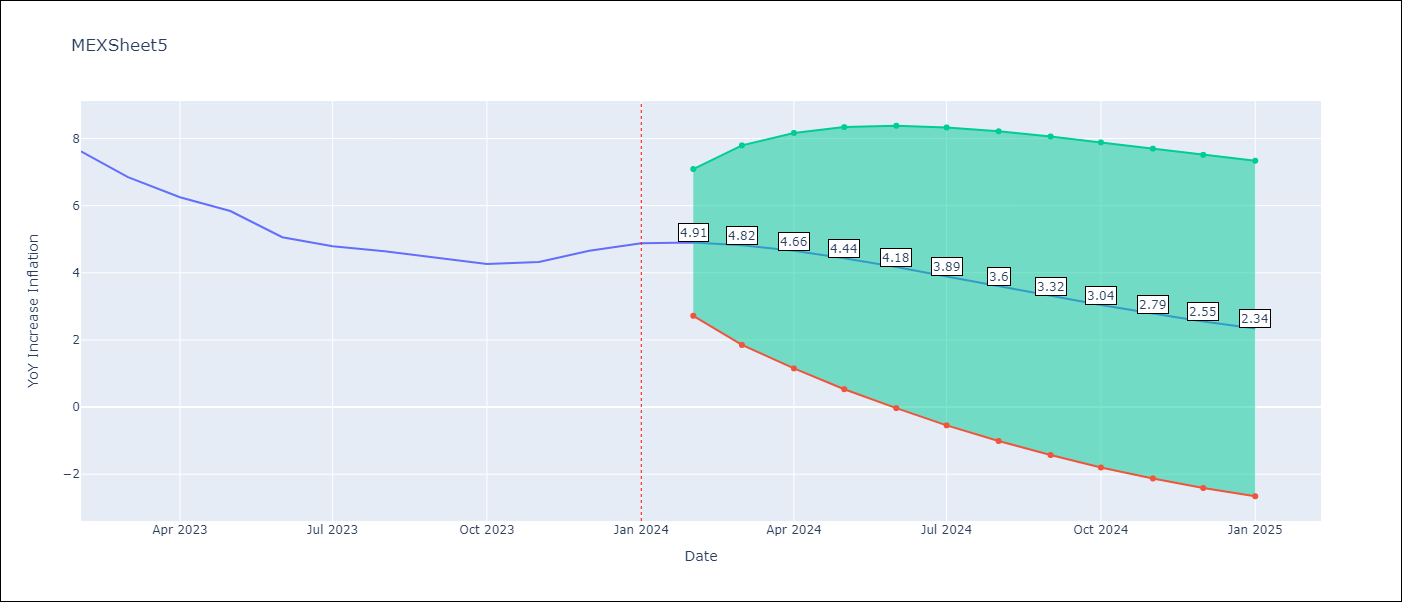 MEXSheet5
YoY Increase Inflation
8
6
4
2
0
−2
4.91
4.82
4.66
4.44
4.18
3.89
3.6
3.32
3.04
2.79
2.55
2.34
Apr 2023
Jul 2023
Oct 2023
Jan 2024
Apr 2024
Jul 2024
Oct 2024
Jan 2025
Date